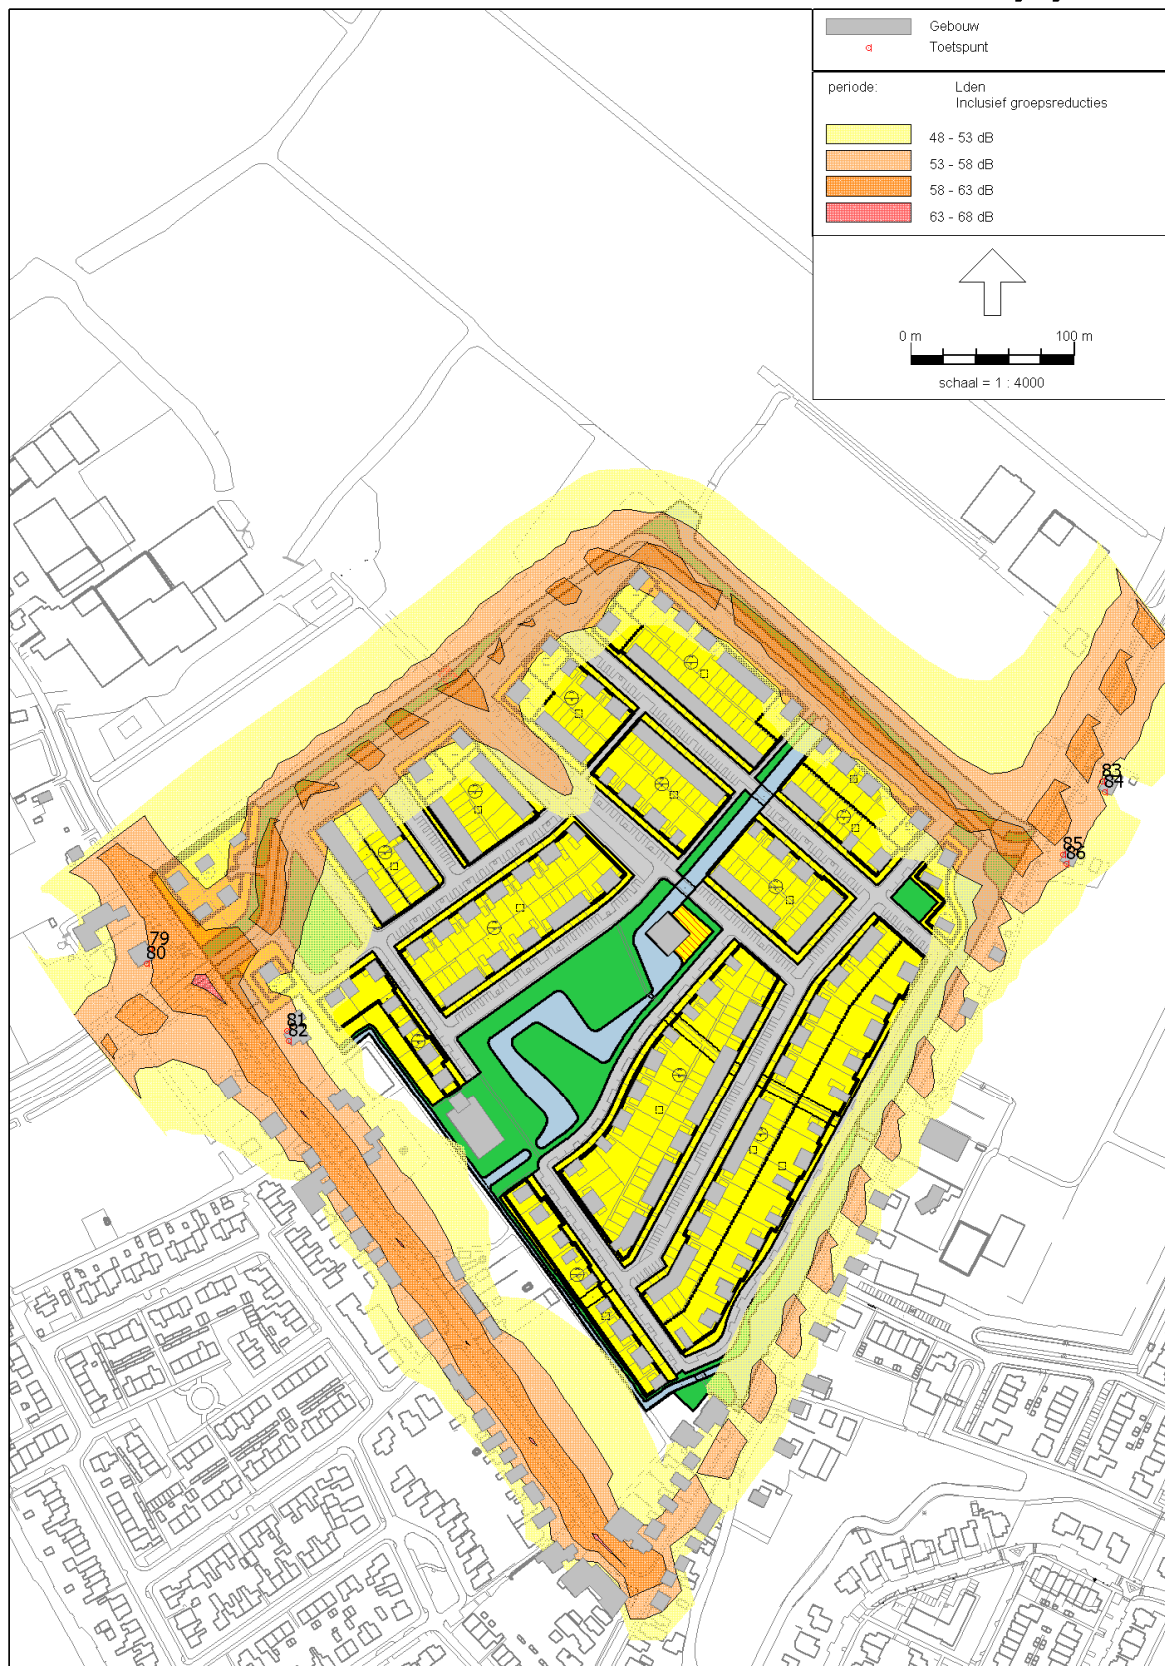 Gebouw
Toetspunt
periode: Lden
Inclusief groepsreducties
48 - 53 dB
53 - 58 dB
58 - 63 dB
63 - 68 dB
0 m 100 m
schaal = 1 : 4000
83
84
85
86
79
80
81
82